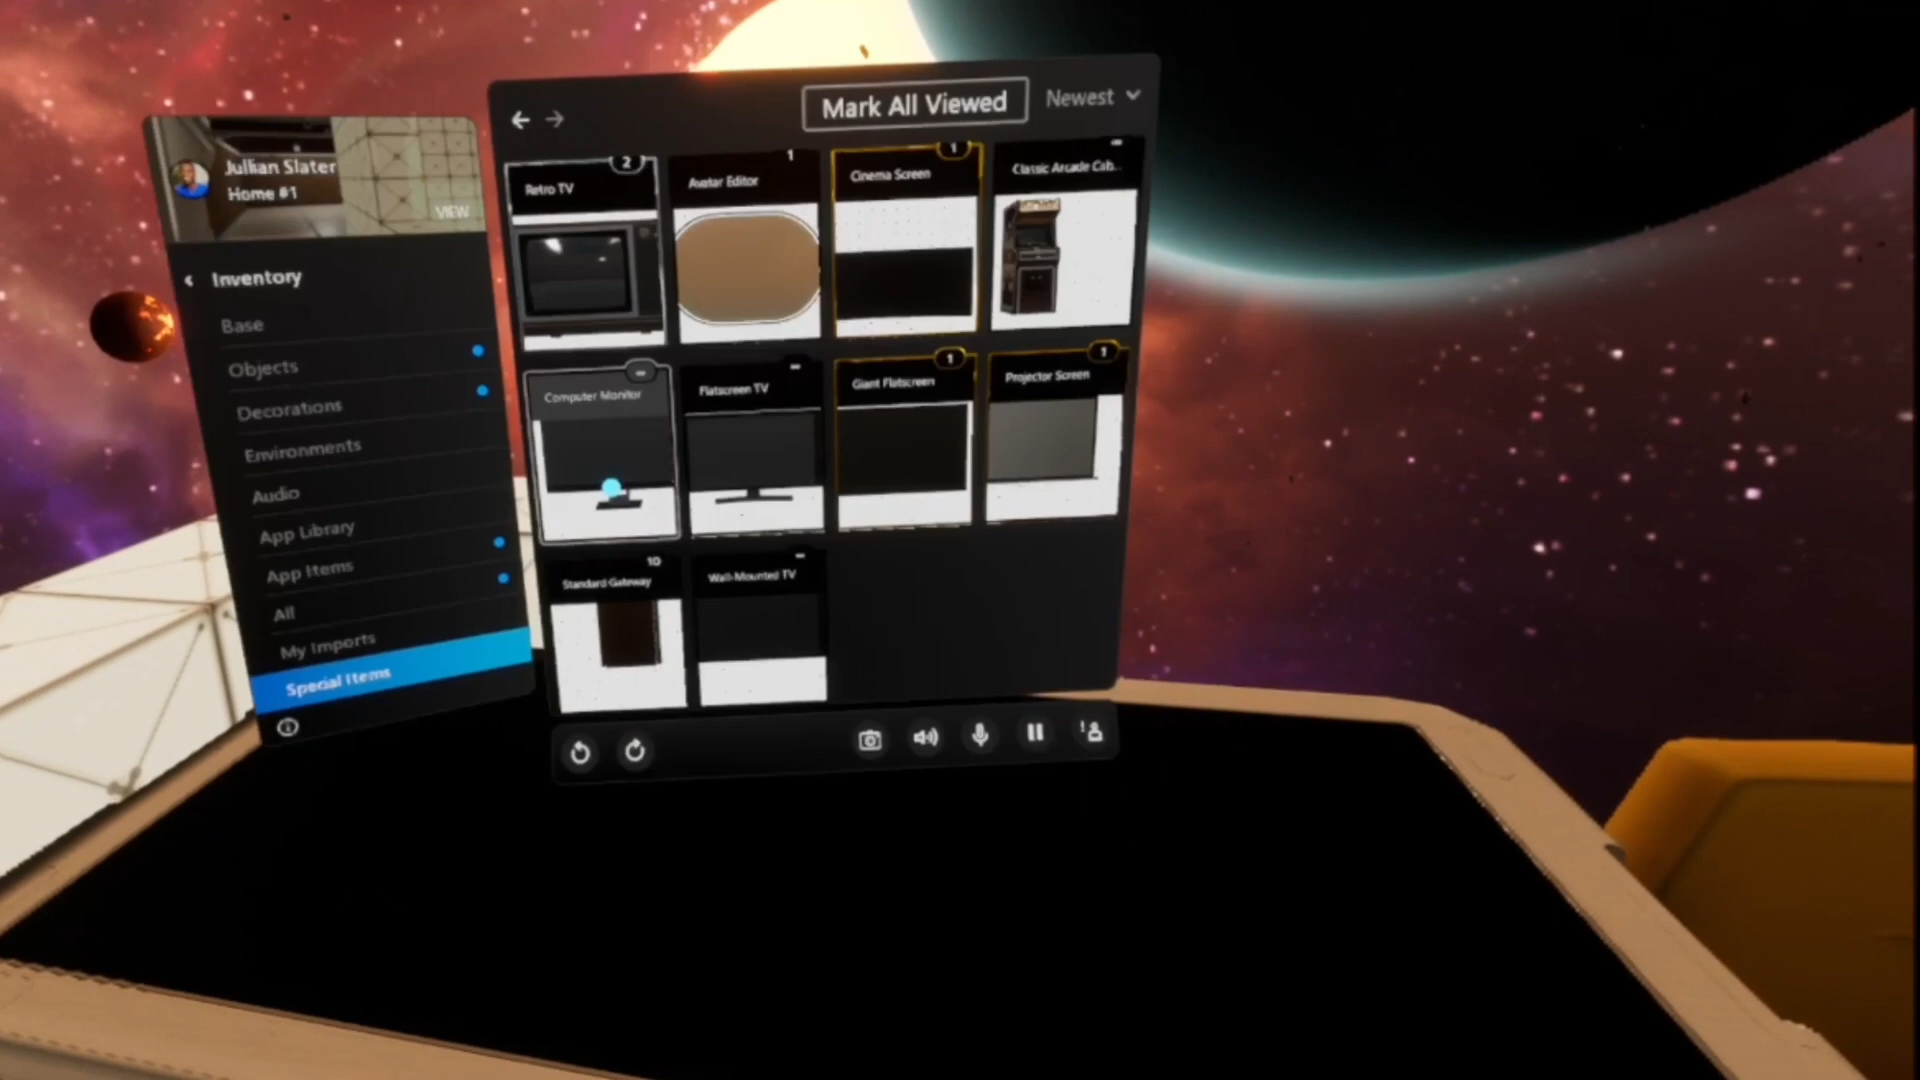 Jullian Slater
Home #1
VIEW
Inventory
Base
Objects
Decorations
Environments
Audio
App Library
App Items
All
My Imports
Special Items
Mark All Viewed
Newest
2
Retro TV
1
Avatar Editor
1
Cinema Screen
Classic Arcade Cab...
Computer Monitor
Flatscreen TV
1
Giant Flatscreen
1
Projector Screen
10
Standard Gateway
Wall-Mounted TV